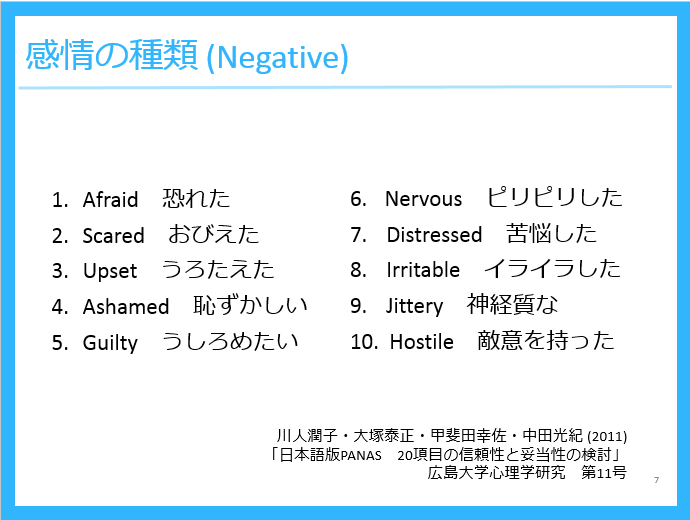 感情の種類 (Negative)
1. Afraid　恐れた
2. Scared　おびえた
3. Upset　うろたえた
4. Ashamed　恥ずかしい
5. Guilty　うしろめたい
6. Nervous　ピリピリした
7. Distressed　苦悩した
8. Irritable　イライラした
9. Jittery　神経質な
10. Hostile　敵意を持った
川人潤子・大塚泰正・甲斐田幸佐・中田光紀 (2011)
「日本語版PANAS　20項目の信頼性と妥当性の検討」
広島大学心理学研究　第11号
7